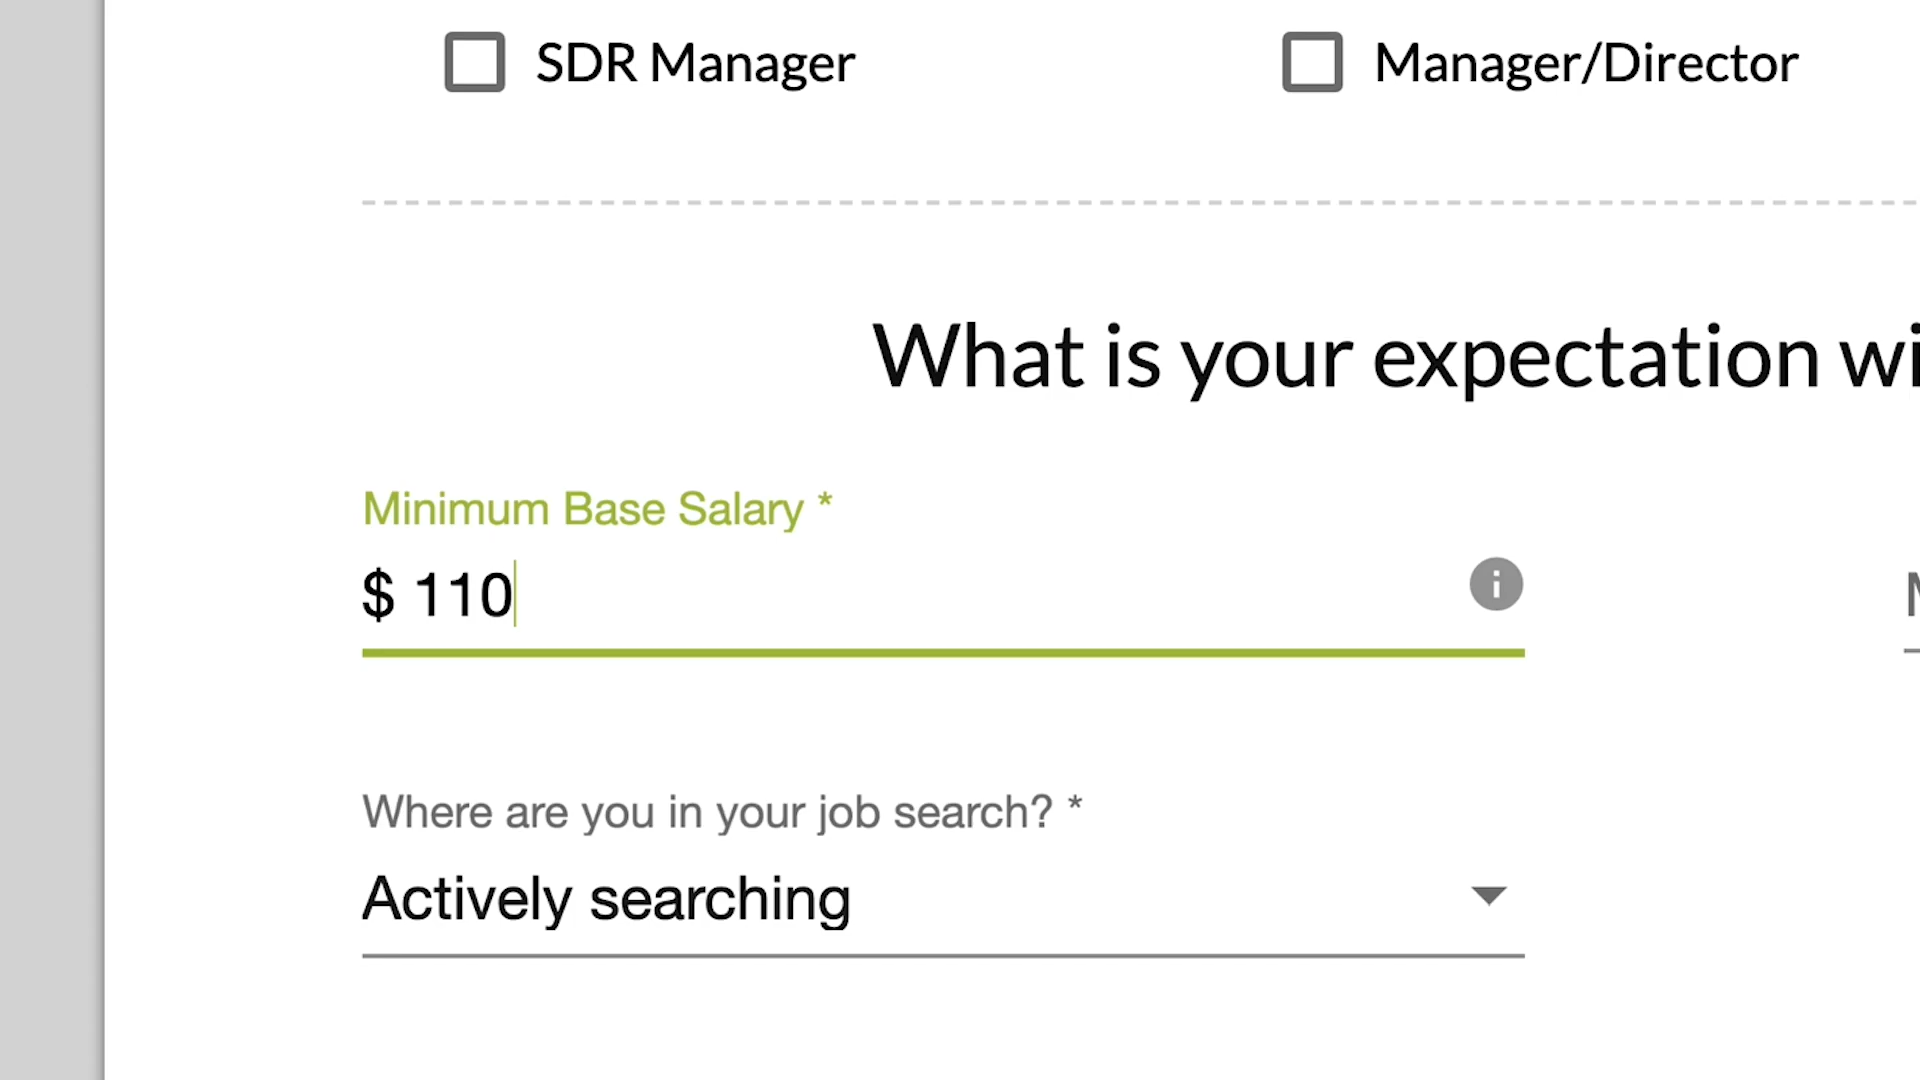 SDR Manager
Manager/Director
What is your expectation wi
Minimum Base Salary *
$ 110
Where are you in your job search? *
Actively searching